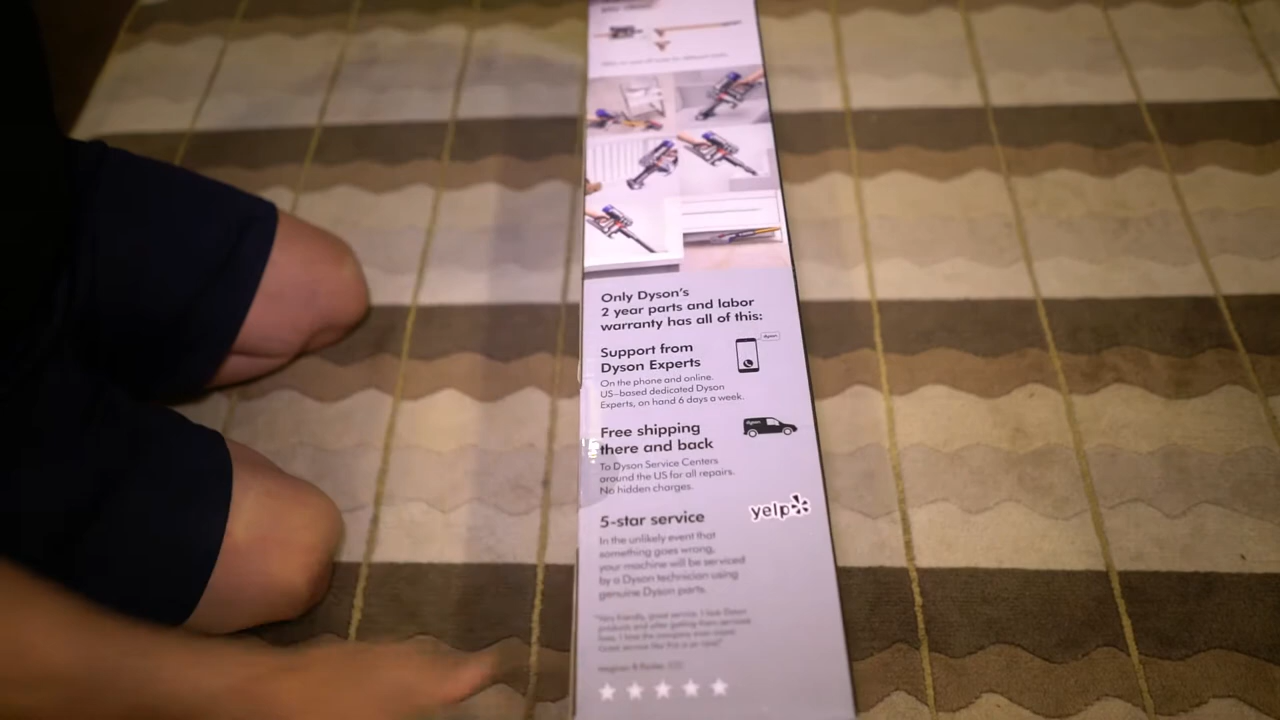 Only Dyson's
2 year parts and labor
warranty has all of this:
dyson
Support from
Dyson Experts
On the phone and online.
US-based dedicated Dyson
Experts, on hand 6 days a week.
dyson
Free shipping
there and back
To Dyson Service Centers
around the US for all repairs.
No hidden charges.
yelp
5-star service
In the unlikely event that
something goes wrong,
your machine will be serviced
by a Dyson technician using
genuine Dyson parts.